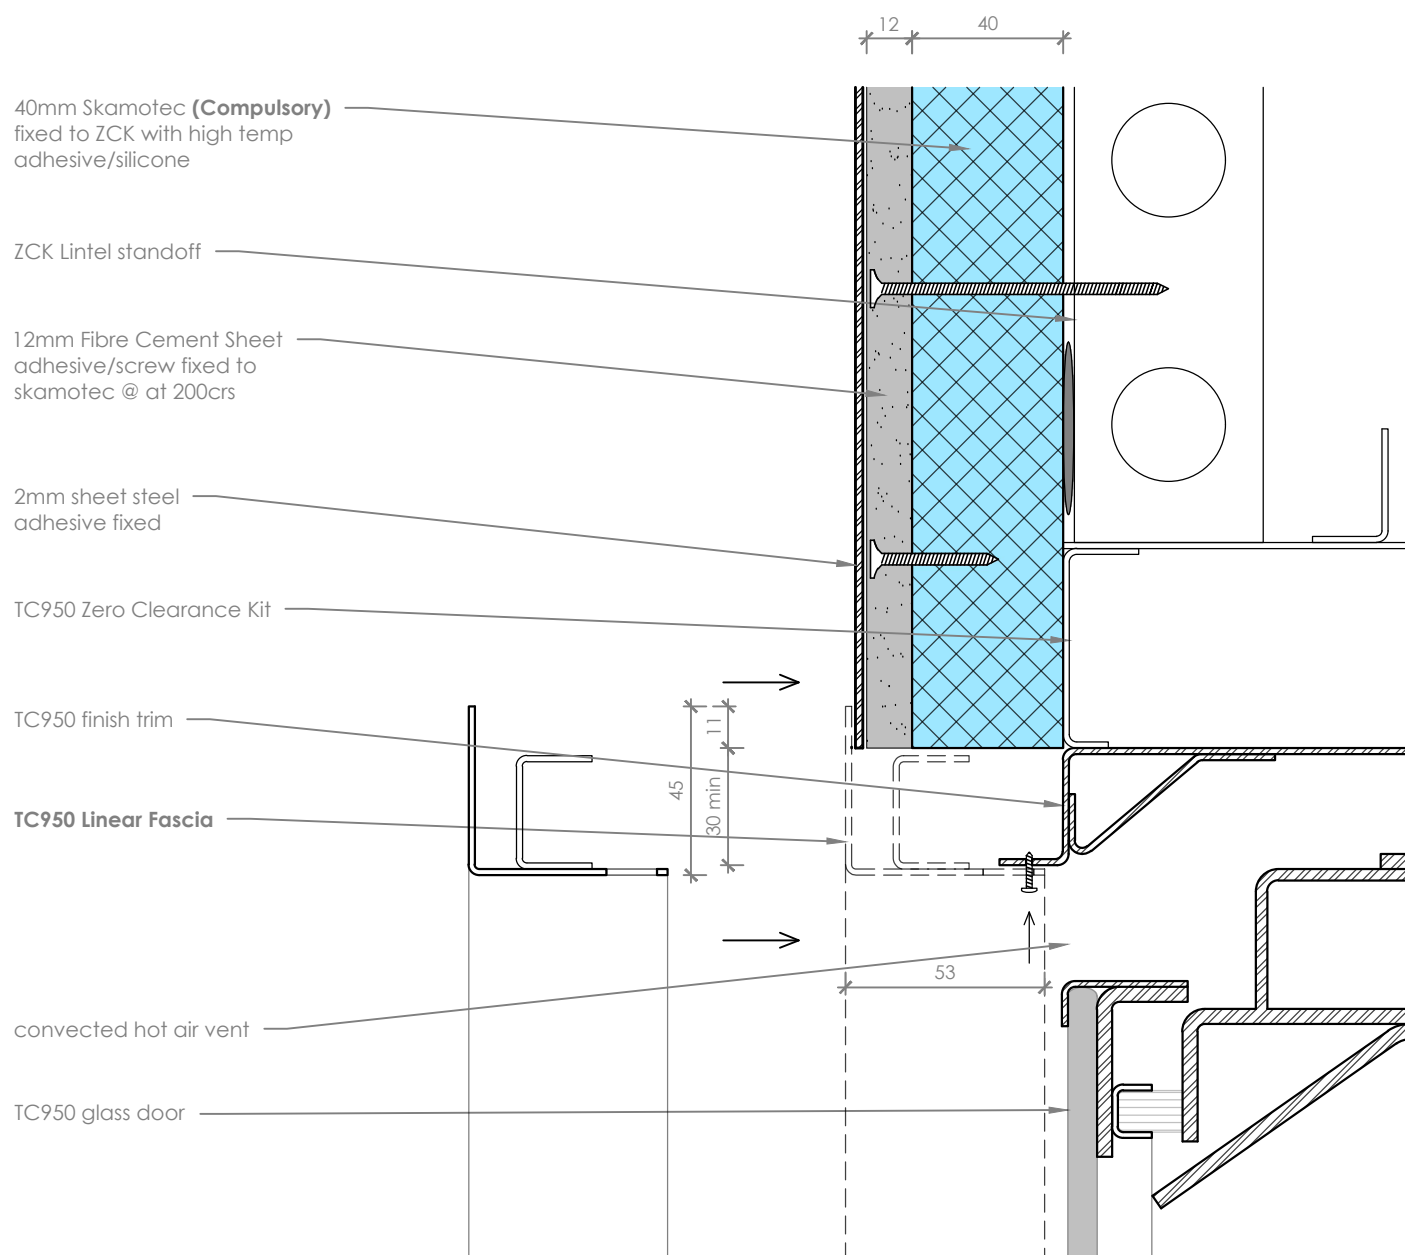 12
40
40mm Skamotec (Compulsory)
fixed to ZCK with high temp
adhesive/silicone
ZCK Lintel standoff
12mm Fibre Cement Sheet
adhesive/screw fixed to
skamotec @ at 200crs
2mm sheet steel
adhesive fixed
TC950 Zero Clearance Kit
TC950 finish trim
11
45
30 min
TC950 Linear Fascia
53
convected hot air vent
TC950 glass door